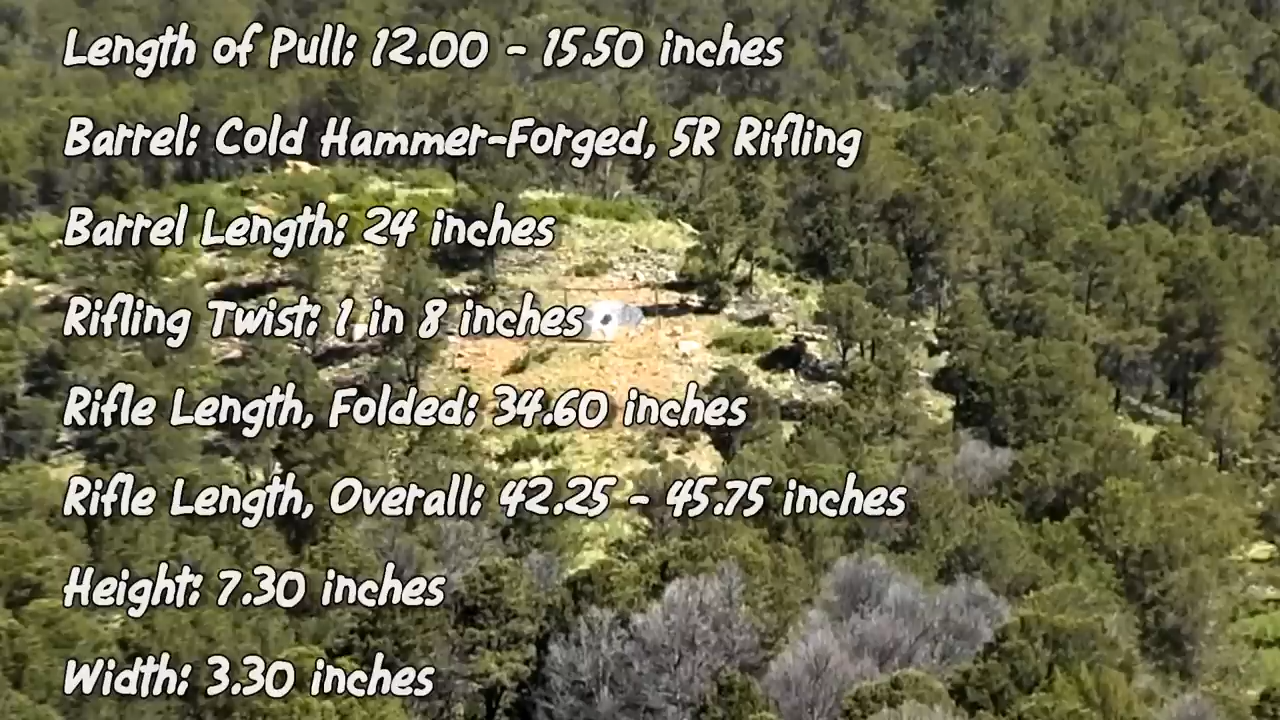 Length of Pull: 12.00 - 15.50 inches
Barrel: Cold Hammer-Forged, 5R Rifling
Barrel Length: 24 inches
Rifling Twist: 1 in 8 inches
Rifle Length, Folded: 34.60 inches
Rifle Length, Overall: 42.25 - 45.75 inches
Height: 7.30 inches
Width: 3.30 inches